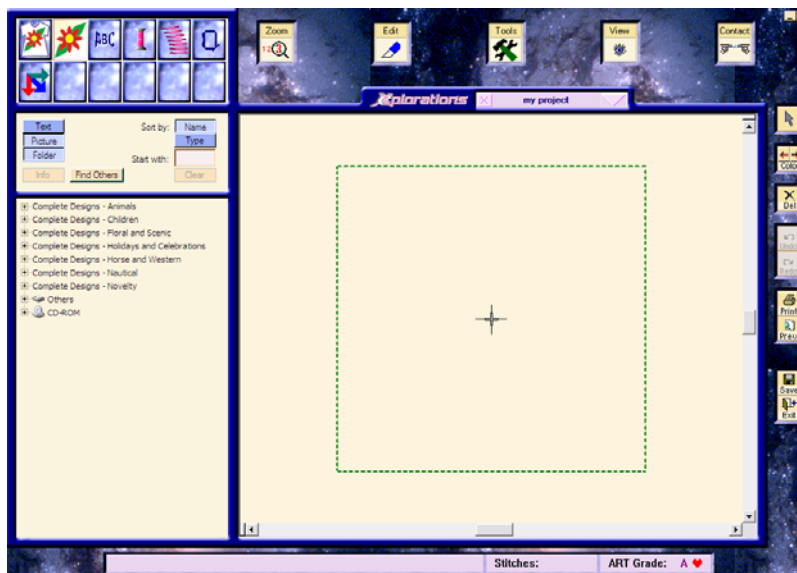 Zoom
Edit
Tools
View
Contact
ABC
Xplorations
my project
Text
Sort by:
Name
Picture
Type
Folder
Start with:
Info
Find Others
Clear
Complete Designs - Animals
Complete Designs - Children
Complete Designs - Floral and Scenic
Complete Designs - Holidays and Celebrations
Complete Designs - Horse and Western
Complete Designs - Nautical
Complete Designs - Novelty
Others
CD-ROM
Color
Del
Undo
Redo
Print
Prev
Save
Exit
Stitches:
ART Grade: A